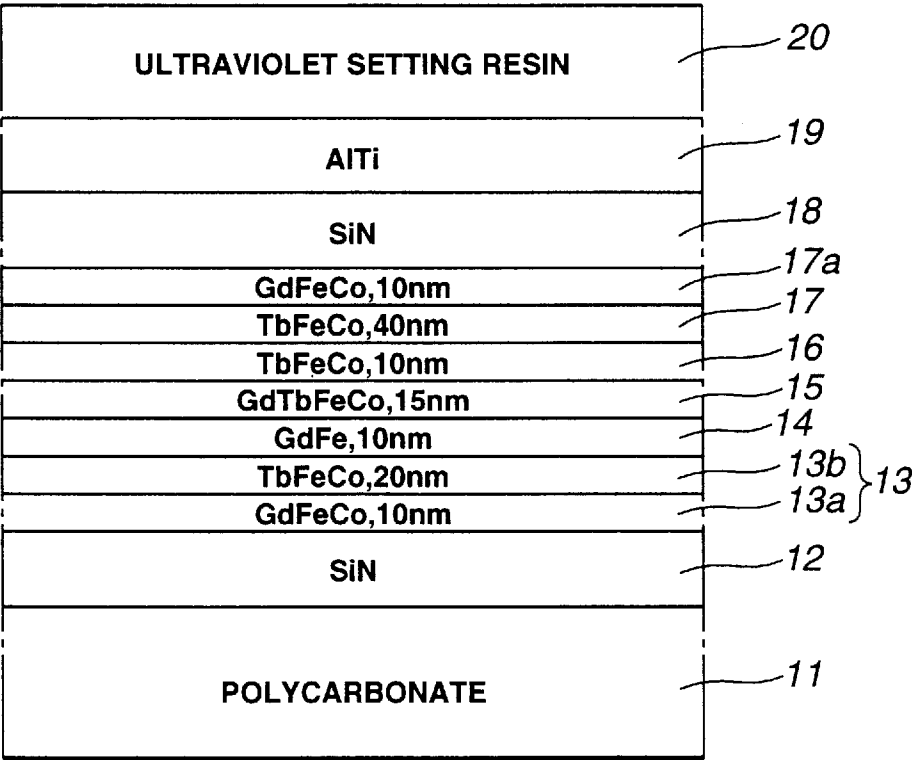 ULTRAVIOLET SETTING RESIN 20
AlTi 19
SiN 18
GdFeCo,10nm 17a
TbFeCo,40nm 17
TbFeCo,10nm 16
GdTbFeCo,15nm 15
GdFe,10nm 14
TbFeCo,20nm 13b
13
GdFeCo,10nm 13a
SiN 12
POLYCARBONATE 11